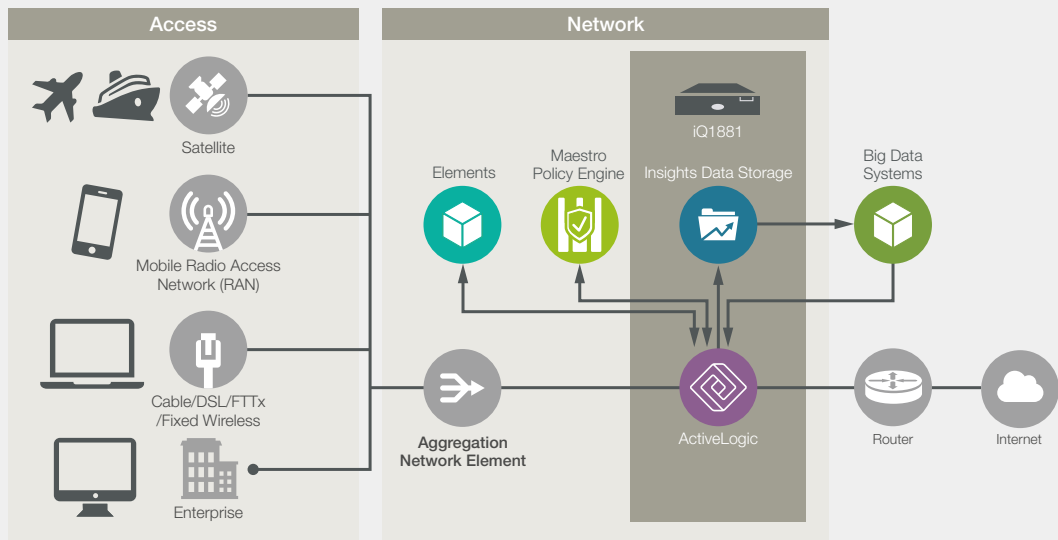 Access
Network
Satellite
Mobile Radio Access
Network (RAN)
Cable/DSL/FTTx
/Fixed Wireless
Enterprise
iQ1881
Elements
Maestro
Policy Engine
Insights Data Storage
Big Data
Systems
Aggregation
Network Element
ActiveLogic
Router
Internet